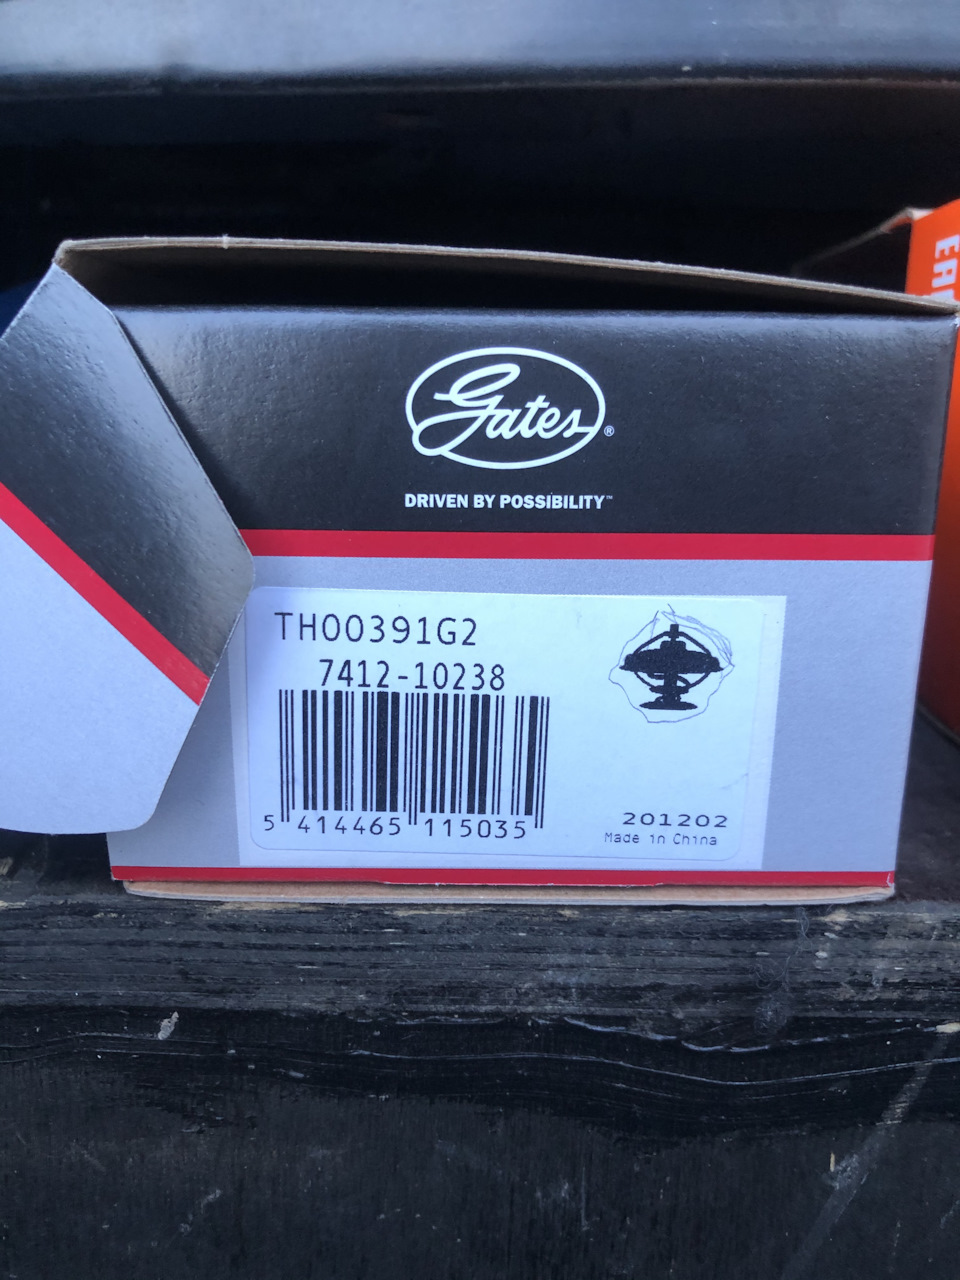 Gates®
DRIVEN BY POSSIBILITY™
TH00391G2
7412-10238
5 414465 115035
201202
Made in China